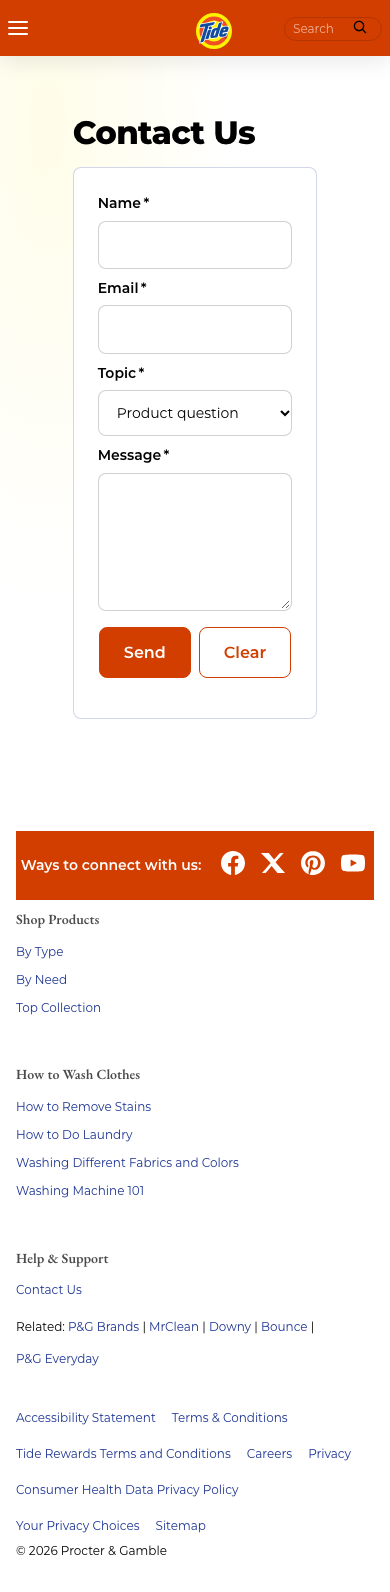 Tide
Search
Contact Us
Name*
Email*
Topic*
Product question
Message*
Send Clear
Ways to connect with us:
Shop Products
By Type
By Need
Top Collection
How to Wash Clothes
How to Remove Stains
How to Do Laundry
Washing Different Fabrics and Colors
Washing Machine 101
Help & Support
Contact Us
Related: P&G Brands | MrClean | Downy | Bounce |
P&G Everyday
Accessibility Statement Terms & Conditions
Tide Rewards Terms and Conditions Careers Privacy
Consumer Health Data Privacy Policy
Your Privacy Choices Sitemap
© 2026 Procter & Gamble